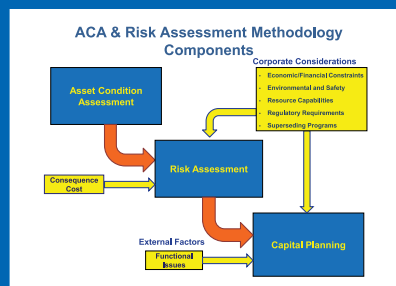 ACA & Risk Assessment Methodology
Components
Corporate Considerations
- Economic/Financial Constraints
- Environmental and Safety
- Resource Capabilities
- Regulatory Requirements
- Superseding Programs
Asset Condition
Assessment
Risk Assessment
Consequence
Cost
External Factors
Functional
Issues
Capital Planning